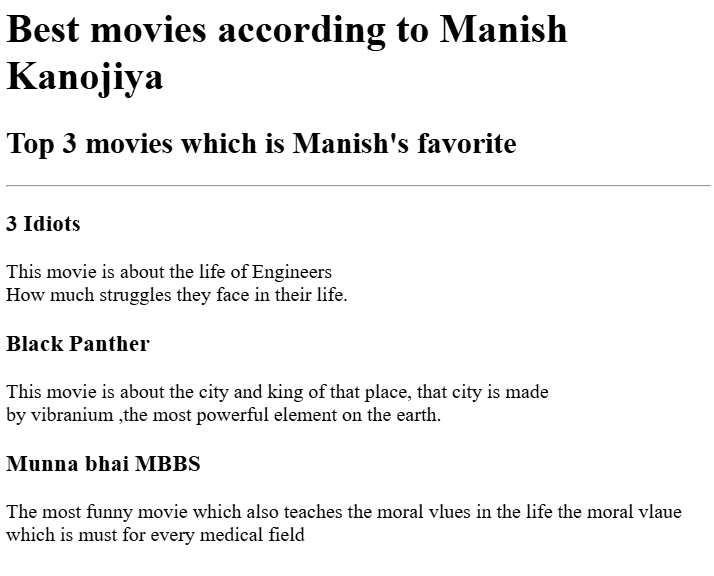 Best movies according to Manish
Kanojiya
Top 3 movies which is Manish's favorite
3 Idiots
This movie is about the life of Engineers
How much struggles they face in their life.
Black Panther
This movie is about the city and king of that place, that city is made
by vibranium ,the most powerful element on the earth.
Munna bhai MBBS
The most funny movie which also teaches the moral vlues in the life the moral vlaue
which is must for every medical field